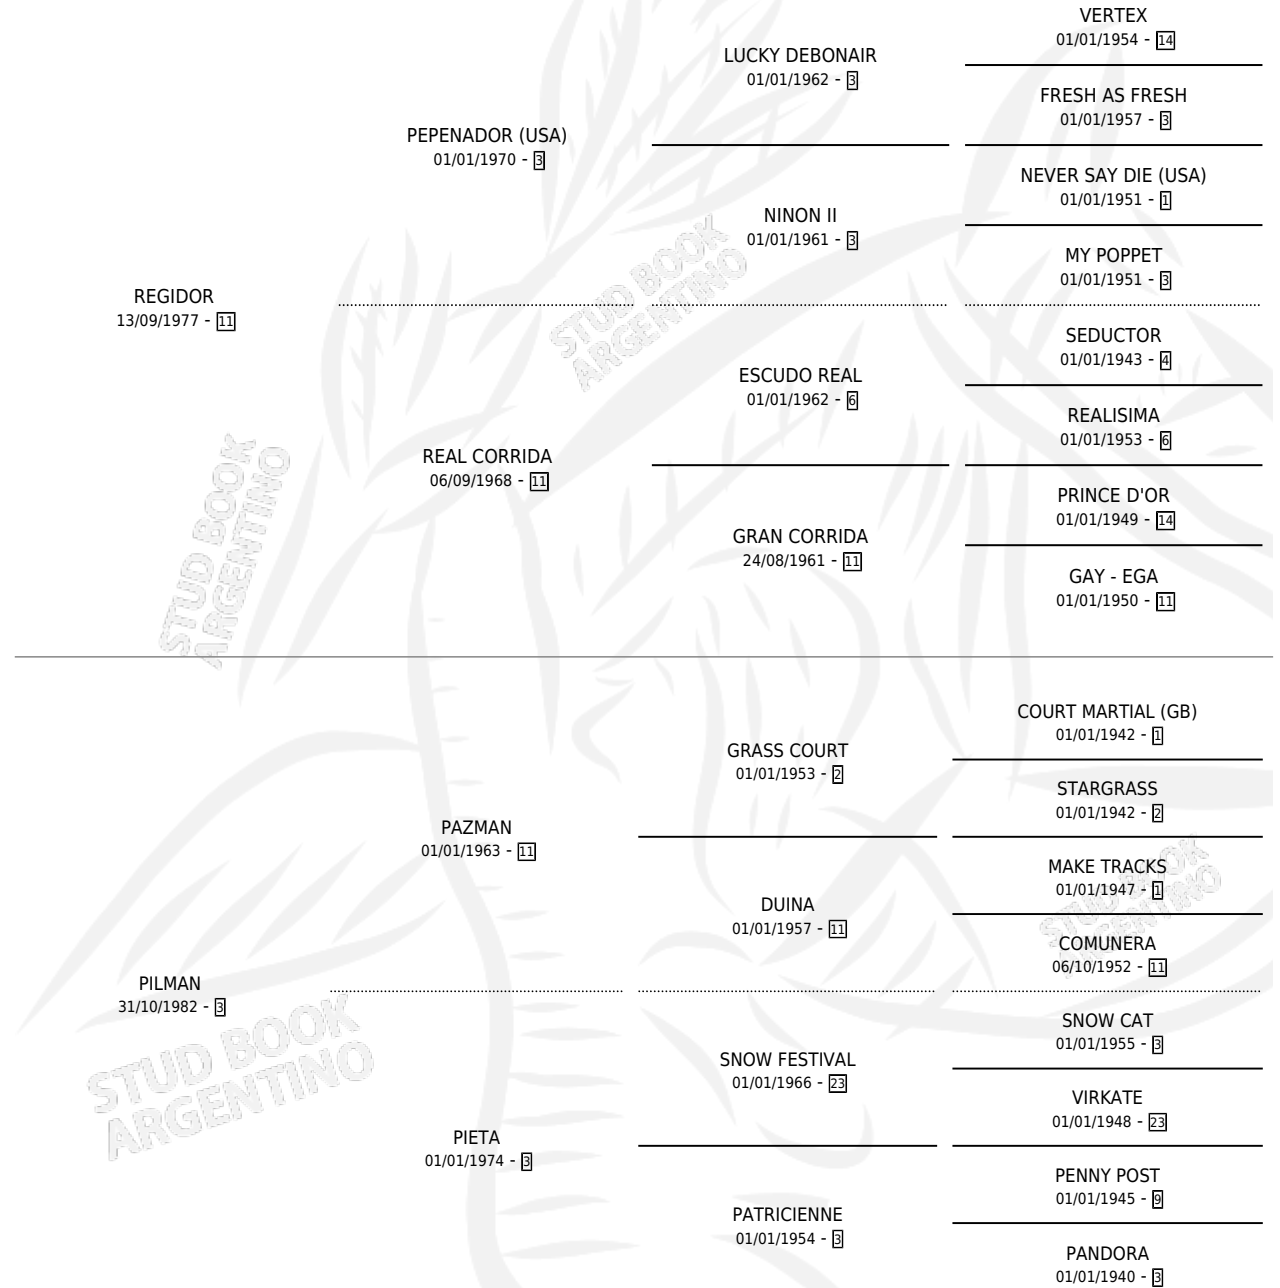 VERTEX
01/01/1954 - 14
LUCKY DEBONAIR
01/01/1962 - 3
FRESH AS FRESH
01/01/1957 - 3
PEPENADOR (USA)
01/01/1970 - 3
NEVER SAY DIE (USA)
01/01/1951 - 1
NINON II
01/01/1961 - 3
MY POPPET
01/01/1951 - 3
REGIDOR
13/09/1977 - 11
SEDUCTOR
01/01/1943 - 4
ESCUDO REAL
01/01/1962 - 6
REALISIMA
01/01/1953 - 6
REAL CORRIDA
06/09/1968 - 11
PRINCE D'OR
01/01/1949 - 14
GRAN CORRIDA
24/08/1961 - 11
GAY - EGA
01/01/1950 - 11
COURT MARTIAL (GB)
01/01/1942 - 1
GRASS COURT
01/01/1953 - 2
STARGRASS
01/01/1942 - 2
PAZMAN
01/01/1963 - 11
MAKE TRACKS
01/01/1947 - 1
DUINA
01/01/1957 - 11
COMUNERA
06/10/1952 - 11
PILMAN
31/10/1982 - 3
SNOW CAT
01/01/1955 - 3
SNOW FESTIVAL
01/01/1966 - 23
VIRKATE
01/01/1948 - 23
PIETA
01/01/1974 - 3
PENNY POST
01/01/1945 - 9
PATRICIENNE
01/01/1954 - 3
PANDORA
01/01/1940 - 3
STUD BOOK
ARGENTINO
STUD BOOK
ARGENTINO
STUD BOOK
ARGENTINO
STUD BOOK
ARGENTINO